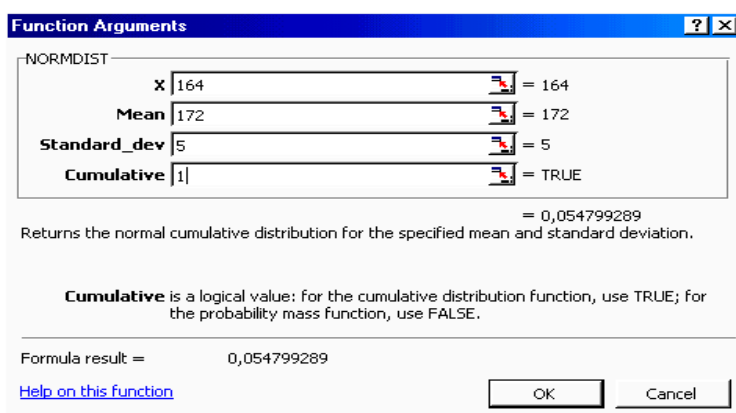 Function Arguments
NORMDIST
X 164 = 164
Mean 172 = 172
Standard_dev 5 = 5
Cumulative 1 = TRUE
= 0,054799289
Returns the normal cumulative distribution for the specified mean and standard deviation.
Cumulative is a logical value: for the cumulative distribution function, use TRUE; for
the probability mass function, use FALSE.
Formula result = 0,054799289
Help on this function OK Cancel